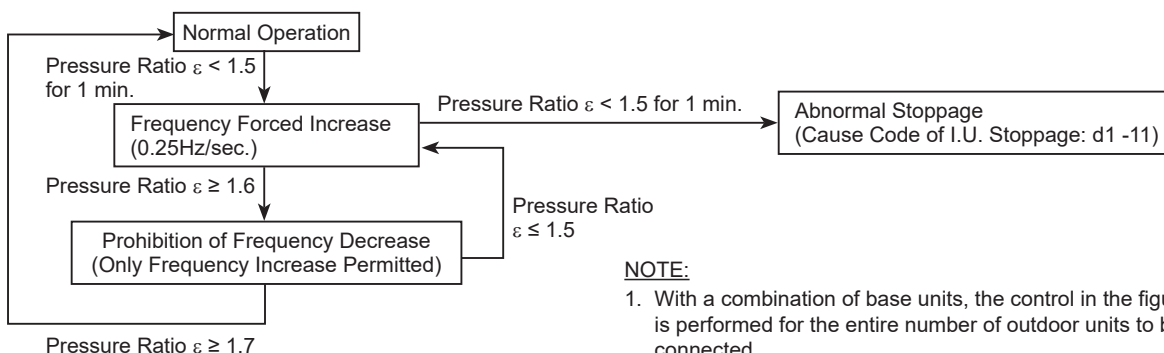 Normal Operation
Pressure Ratio ε < 1.5
for 1 min.
Frequency Forced Increase
(0.25Hz/sec.)
Pressure Ratio ε < 1.5 for 1 min.
Abnormal Stoppage
(Cause Code of I.U. Stoppage: d1 -11)
Pressure Ratio ε ≥ 1.6
Pressure Ratio
ε ≤ 1.5
Prohibition of Frequency Decrease
(Only Frequency Increase Permitted)
Pressure Ratio ε ≥ 1.7
NOTE:
1. With a combination of base units, the control in the
is performed for the entire number of outdoor units to
connected